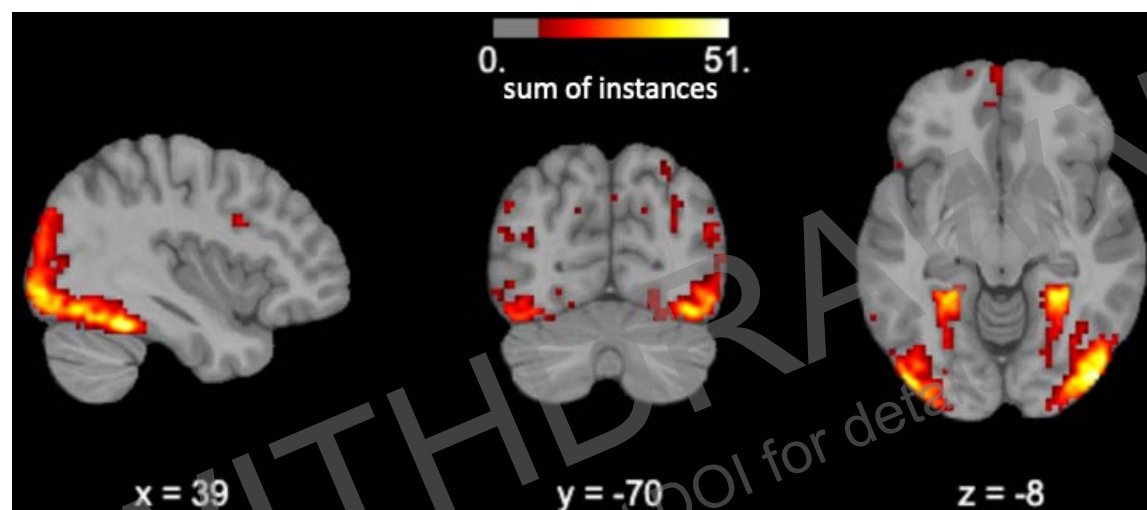 0. 51.
sum of instances
x = 39 y = -70 z = -8